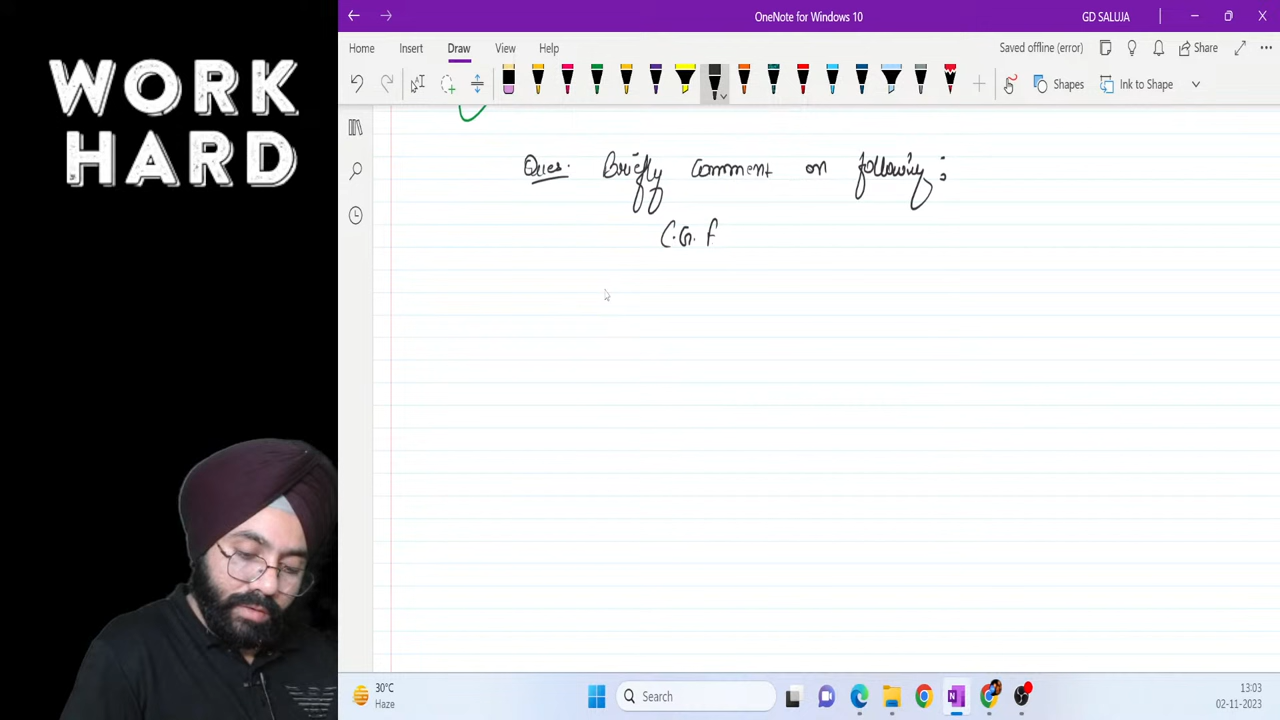 WORK
HARD
OneNote for Windows 10
GD SALUJA
Home Insert Draw View Help
Saved offline (error)
Share
Shapes
Ink to Shape
Ques. Briefly comment on following :
C.G. f
30°C
Haze
Search
13:03
02-11-2023